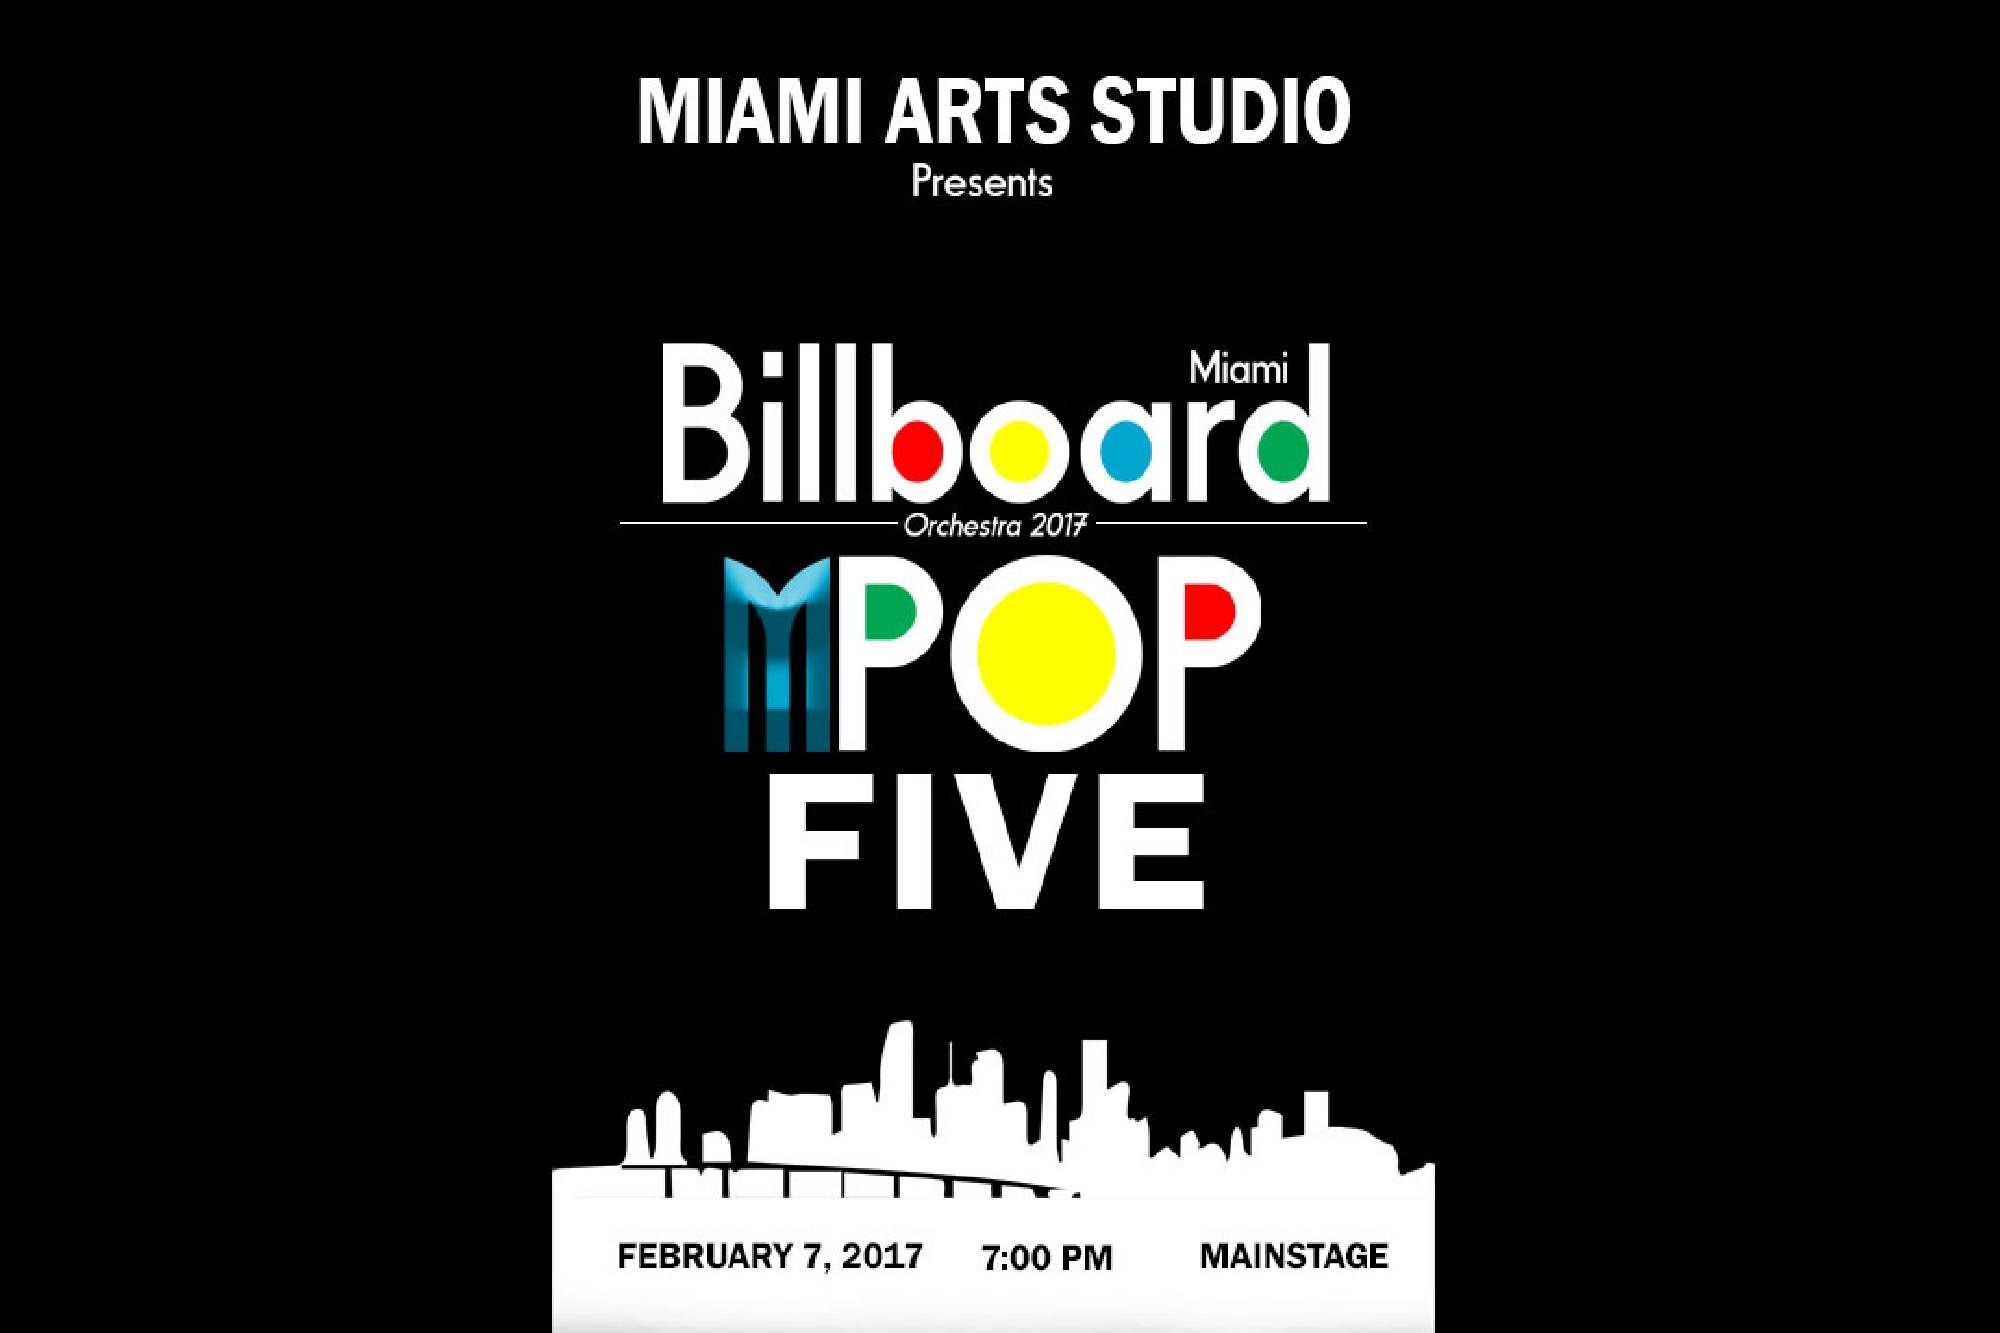 MIAMI ARTS STUDIO
Presents
Miami
Billboard
Orchestra 2017
MPOP
FIVE
FEBRUARY 7, 2017 7:00 PM MAINSTAGE